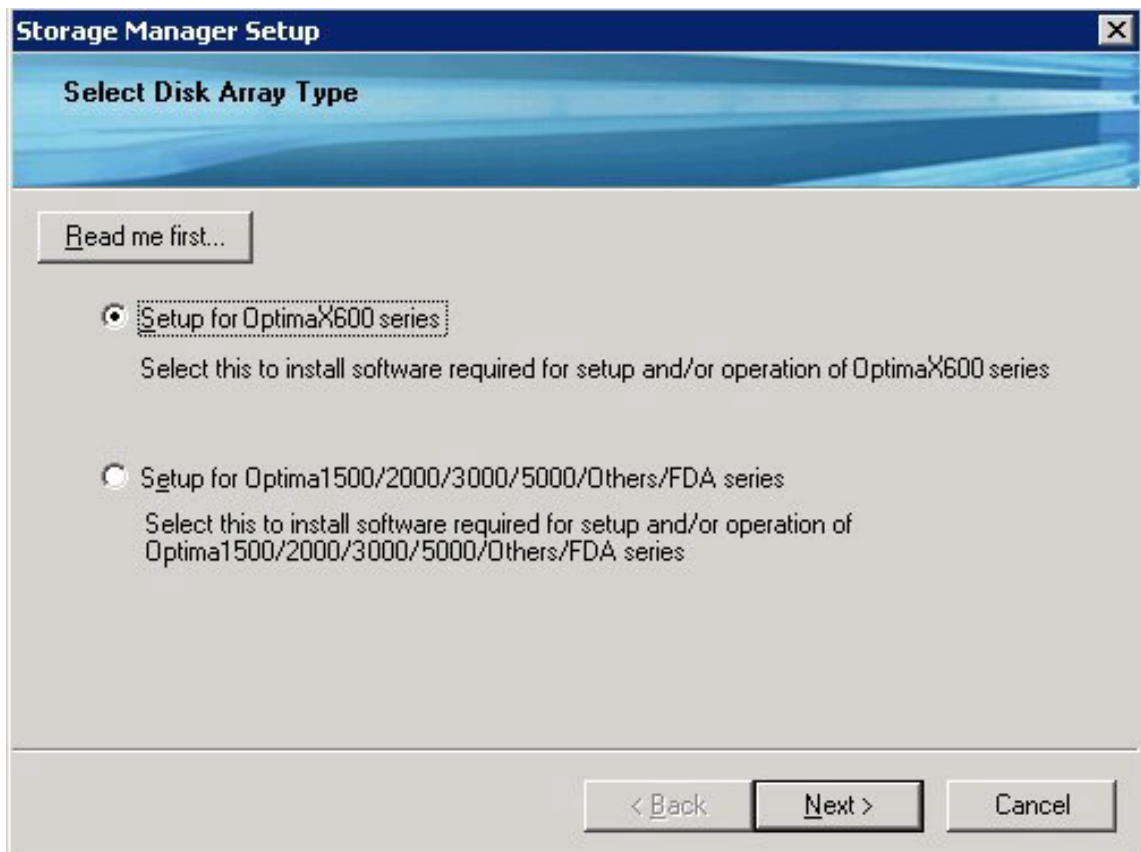 Storage Manager Setup
Select Disk Array Type
Read me first...
Setup for OptimaX600 series
Select this to install software required for setup and/or operation of OptimaX600 series
Setup for Optima1500/2000/3000/5000/Others/FDA series
Select this to install software required for setup and/or operation of
Optima1500/2000/3000/5000/Others/FDA series
< Back Next > Cancel